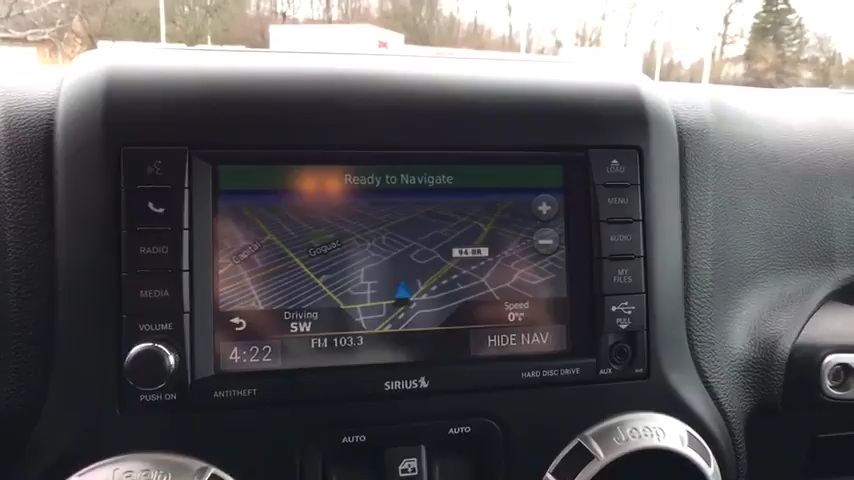 LOAD
MENU
AUDIO
MY
FILES
PULL
AUX
RADIO
MEDIA
VOLUME
PUSH ON
Ready to Navigate
Capital
Goguac
94-BR
Driving
SW
Speed
0
FM 103.3
4:22
HIDE NAV
ANTITHEFT
SIRIUS
HARD DISC DRIVE
AUTO
AUTO
Jeep
Jeep